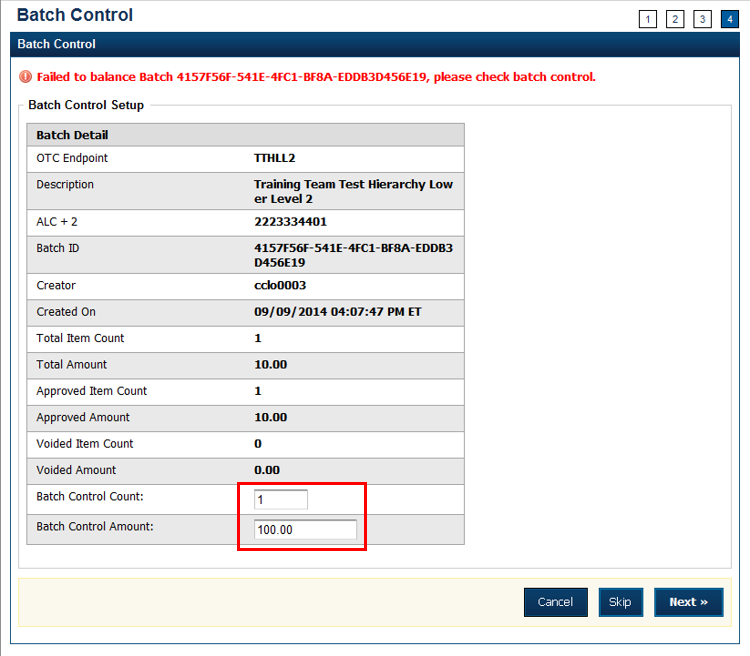 Batch Control
1 2 3 4
Batch Control
Failed to balance Batch 4157F56F-541E-4FC1-BF8A-EDDB3D456E19, please check batch control.
Batch Control Setup
Batch Detail
OTC Endpoint TTHLL2
Description Training Team Test Hierarchy Low
er Level 2
ALC + 2 2223334401
Batch ID 4157F56F-541E-4FC1-BF8A-EDDB3
D456E19
Creator cclo0003
Created On 09/09/2014 04:07:47 PM ET
Total Item Count 1
Total Amount 10.00
Approved Item Count 1
Approved Amount 10.00
Voided Item Count 0
Voided Amount 0.00
Batch Control Count: 1
Batch Control Amount: 100.00
Cancel Skip Next »